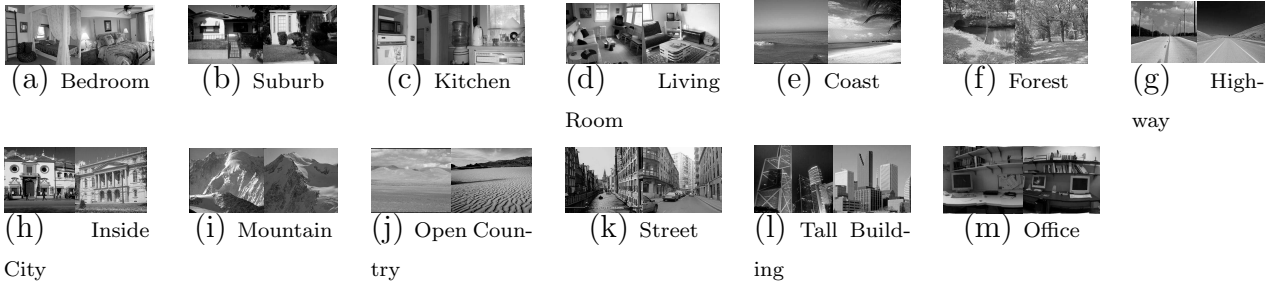 (a) Bedroom
(b) Suburb
(c) Kitchen
(d) Living
Room
(e) Coast
(f) Forest
(g) High-
way
(h) Inside
City
(i) Mountain
(j) Open Coun-
try
(k) Street
(l) Tall Build-
ing
(m) Office